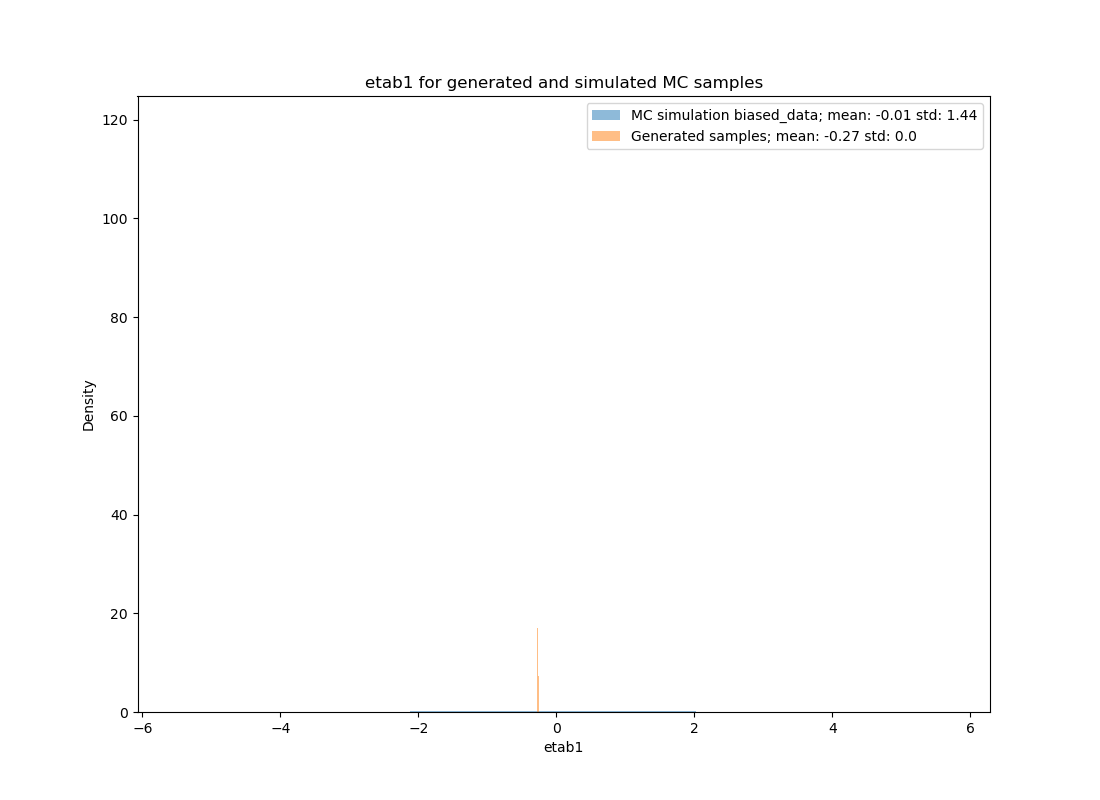 etab1 for generated and simulated MC samples
MC simulation biased_data; mean: -0.01 std: 1.44
Generated samples; mean: -0.27 std: 0.0
120
100
80
60
40
20
0
Density
−6
−4
−2
0
2
4
6
etab1